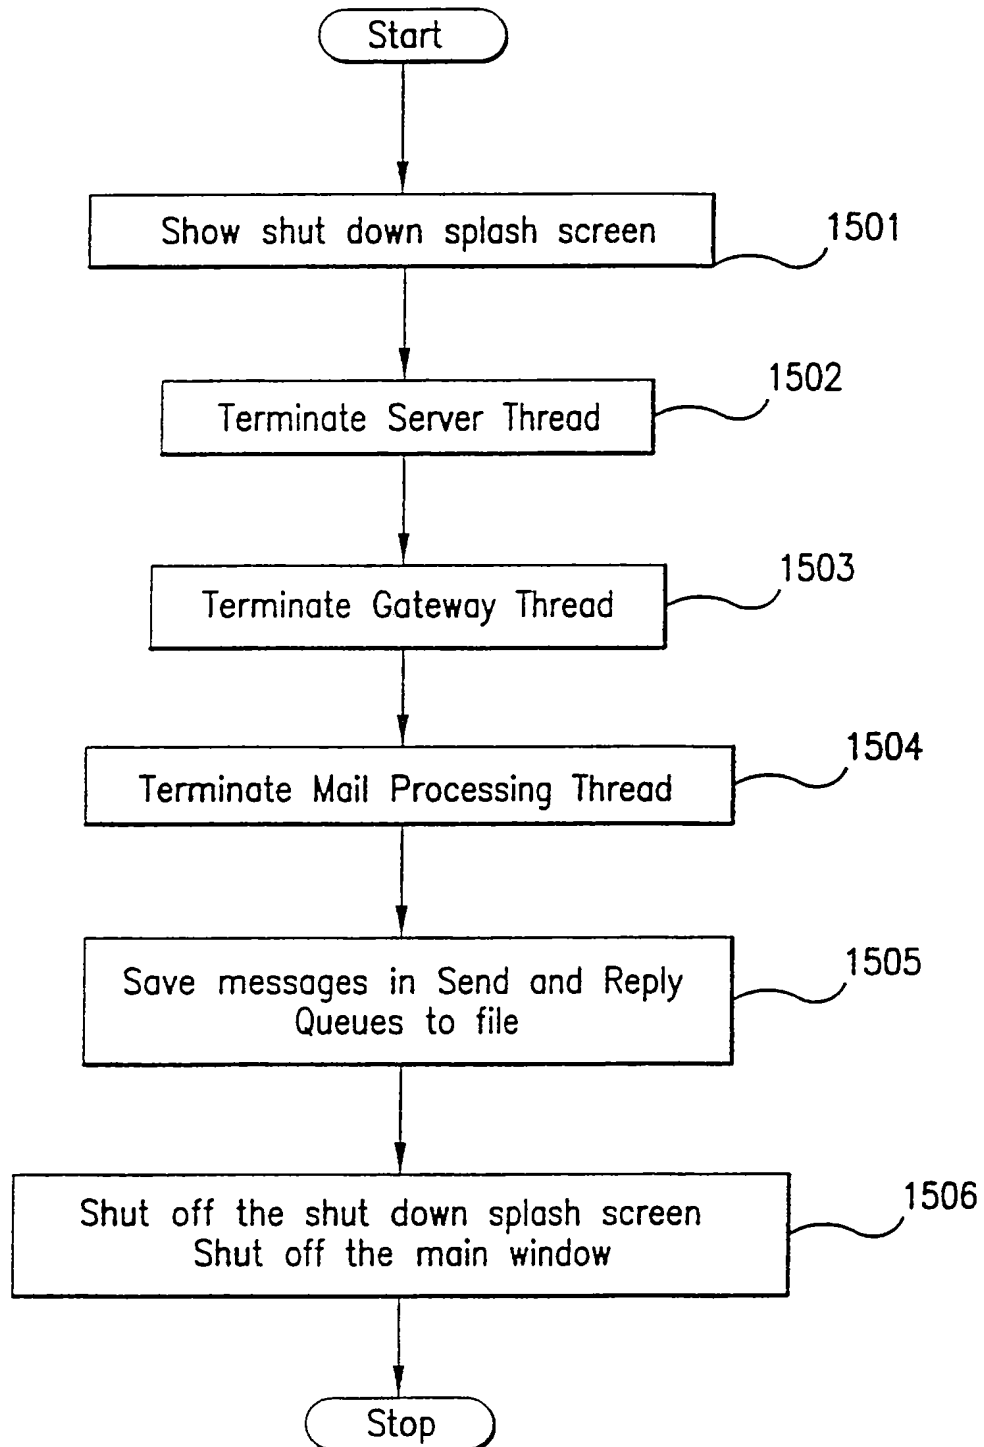 Start
Show shut down splash screen
1501
Terminate Server Thread
1502
Terminate Gateway Thread
1503
Terminate Mail Processing Thread
1504
Save messages in Send and Reply
Queues to file
1505
Shut off the shut down splash screen
Shut off the main window
1506
Stop